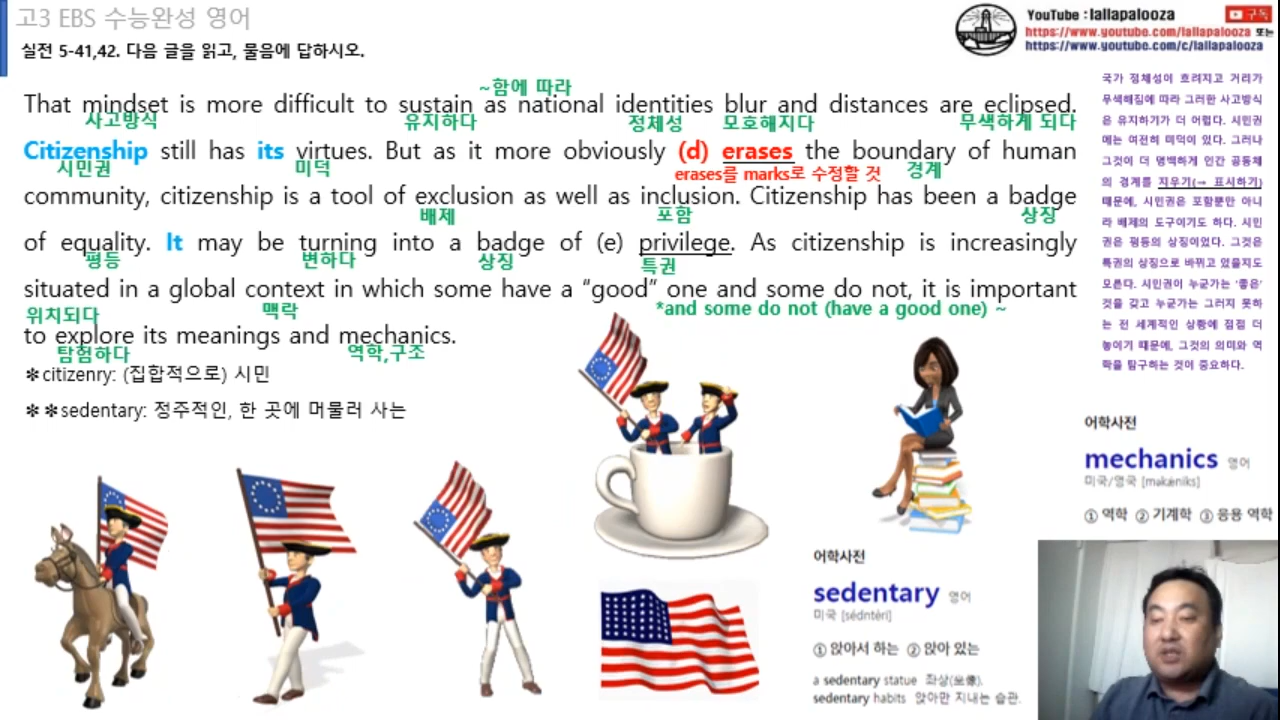 고3 EBS 수능완성 영어
YouTube : lallapalooza
구독
https://www.youtube.com/lallapalooza 또는
https://www.youtube.com/c/lallapalooza
실전 5-41,42. 다음 글을 읽고, 물음에 답하시오.
~함에 따라
That mindset is more difficult to sustain as national identities blur and distances are eclipsed.
사고방식 유지하다 정체성 모호해지다 무색하게 되다
Citizenship still has its virtues. But as it more obviously (d) erases the boundary of human
시민권 미덕 erases를 marks로 수정할 것 경계
community, citizenship is a tool of exclusion as well as inclusion. Citizenship has been a badge
배제 포함 상징
of equality. It may be turning into a badge of (e) privilege. As citizenship is increasingly
평등 변하다 상징 특권
situated in a global context in which some have a “good” one and some do not, it is important
위치되다 맥락 *and some do not (have a good one) ~
to explore its meanings and mechanics.
탐험하다 역학,구조
*citizenry: (집합적으로) 시민
**sedentary: 정주적인, 한 곳에 머물러 사는
국가 정체성이 흐려지고 거리가
무색해짐에 따라 그러한 사고방식
은 유지하기가 더 어렵다. 시민권
에는 여전히 미덕이 있다. 그러나
그것이 더 명백하게 인간 공동체
의 경계를 지우기(→ 표시하기)
때문에, 시민권은 포함뿐만 아니
라 배제의 도구이기도 하다. 시민
권은 평등의 상징이었다. 그것은
특권의 상징으로 바뀌고 있을지도
모른다. 시민권이 누군가는 ‘좋은’
것을 갖고 누군가는 그러지 못하
는 전 세계적인 상황에 점점 더
놓이기 때문에, 그것의 의미와 역
학을 탐구하는 것이 중요하다.
어학사전
mechanics 영어
미국/영국 [məkæniks]
① 역학 ② 기계학 ③ 응용 역학
어학사전
sedentary 영어
미국 [sédntèri]
① 앉아서 하는 ② 앉아 있는
a sedentary statue 좌상(坐像).
sedentary habits 앉아만 지내는 습관.